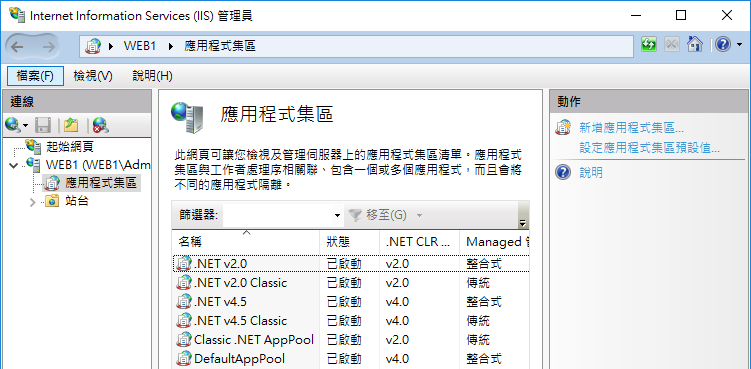 Internet Information Services (IIS) 管理員
WEB1 應用程式集區
檔案(F) 檢視(V) 說明(H)
連線
起始網頁
WEB1 (WEB1\Adm
應用程式集區
站台
應用程式集區
此網頁可讓您檢視及管理伺服器上的應用程式集區清單。應用程式
集區與工作者處理序相關聯、包含一個或多個應用程式，而且會將
不同的應用程式隔離。
篩選器: 移至(G)
名稱 狀態 .NET CLR ... Managed 管
.NET v2.0 已啟動 v2.0 整合式
.NET v2.0 Classic 已啟動 v2.0 傳統
.NET v4.5 已啟動 v4.0 整合式
.NET v4.5 Classic 已啟動 v4.0 傳統
Classic .NET AppPool 已啟動 v2.0 傳統
DefaultAppPool 已啟動 v4.0 整合式
動作
新增應用程式集區...
設定應用程式集區預設值...
說明